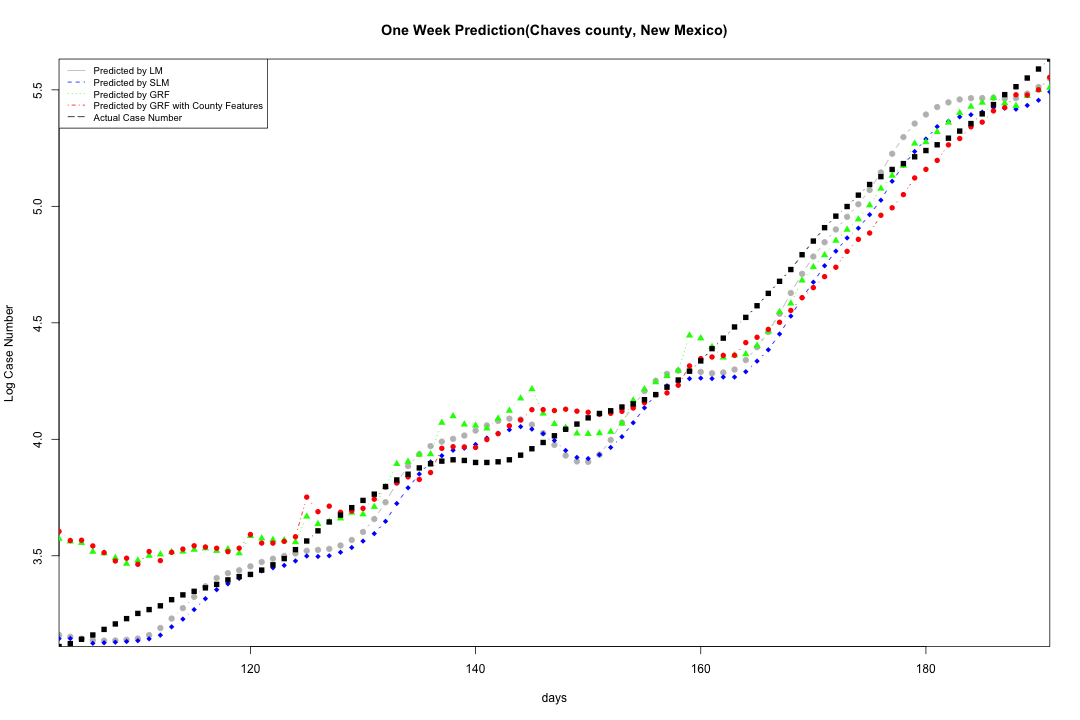 One Week Prediction(Chaves county, New Mexico)
Predicted by LM
Predicted by SLM
Predicted by GRF
Predicted by GRF with County Features
Actual Case Number
5.5
5.0
4.5
4.0
3.5
Log Case Number
120 140 160 180
days